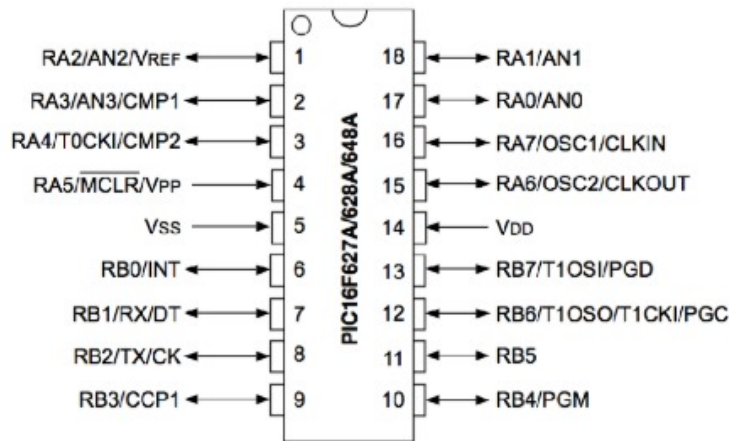 RA2/AN2/VREF 1 18 RA1/AN1
RA3/AN3/CMP1 2 17 RA0/AN0
RA4/T0CKI/CMP2 3 16 RA7/OSC1/CLKIN
RA5/MCLR/VPP 4 15 RA6/OSC2/CLKOUT
VSS 5 14 VDD
RB0/INT 6 13 RB7/T1OSI/PGD
RB1/RX/DT 7 12 RB6/T1OSO/T1CKI/PGC
RB2/TX/CK 8 11 RB5
RB3/CCP1 9 10 RB4/PGM
PIC16F627A/628A/648A